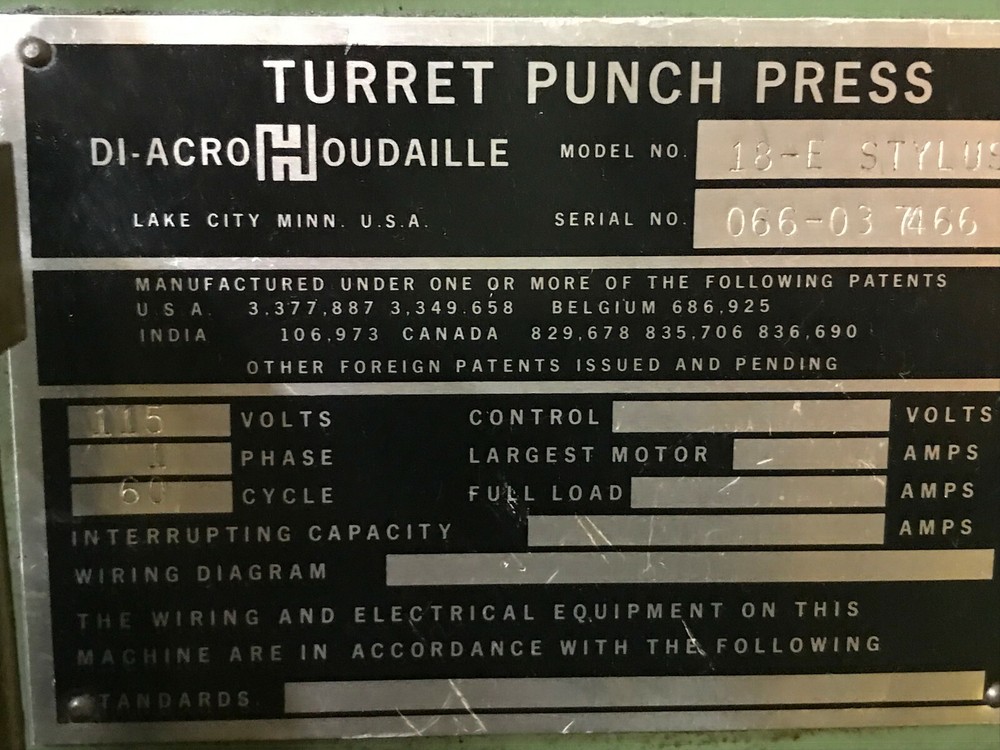 TURRET PUNCH PRESS
DI-ACRO HOUDAILLE
MODEL NO. 18-E STYLUS
LAKE CITY MINN. U.S.A.
SERIAL NO. 066-03 7466
MANUFACTURED UNDER ONE OR MORE OF THE FOLLOWING PATENTS
U.S.A. 3,377,887 3,349.658 BELGIUM 686,925
INDIA 106,973 CANADA 829,678 835,706 836,690
OTHER FOREIGN PATENTS ISSUED AND PENDING
115 VOLTS CONTROL VOLTS
1 PHASE LARGEST MOTOR AMPS
60 CYCLE FULL LOAD AMPS
INTERRUPTING CAPACITY AMPS
WIRING DIAGRAM
THE WIRING AND ELECTRICAL EQUIPMENT ON THIS
MACHINE ARE IN ACCORDANCE WITH THE FOLLOWING
STANDARDS